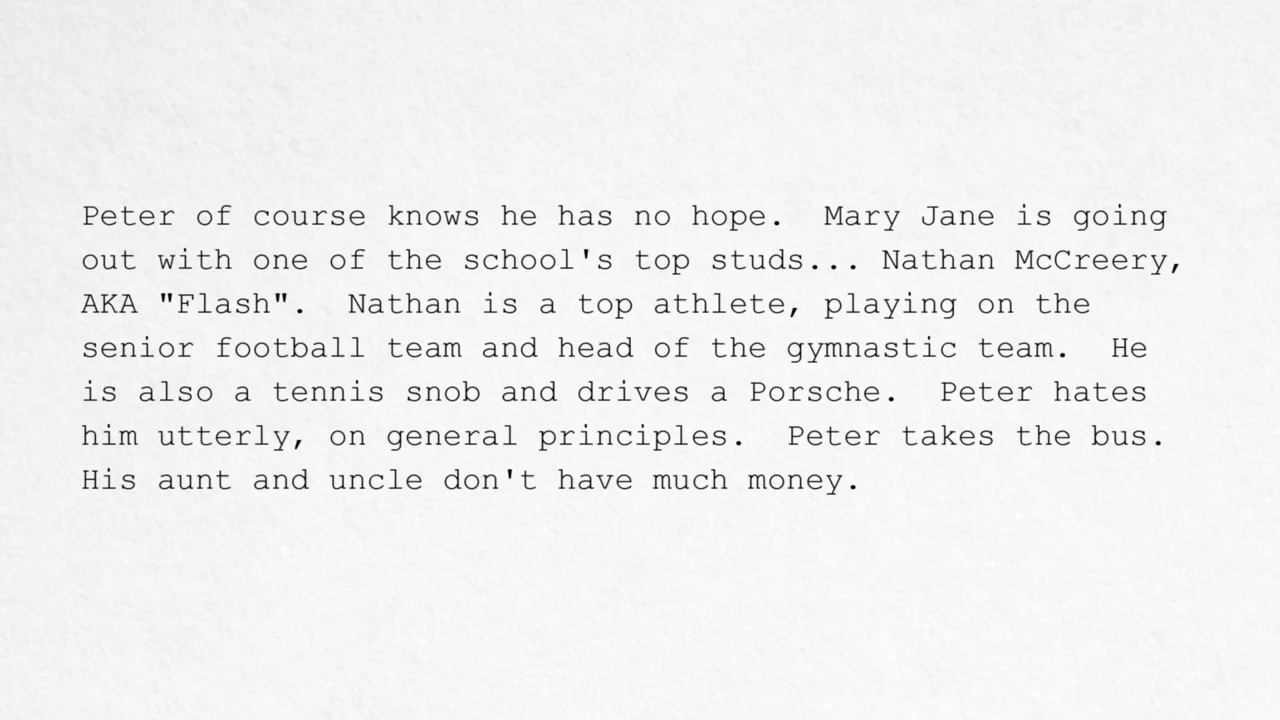 Peter of course knows he has no hope.  Mary Jane is going
out with one of the school's top studs... Nathan McCreery,
AKA "Flash".  Nathan is a top athlete, playing on the
senior football team and head of the gymnastic team.  He
is also a tennis snob and drives a Porsche.  Peter hates
him utterly, on general principles.  Peter takes the bus.
His aunt and uncle don't have much money.